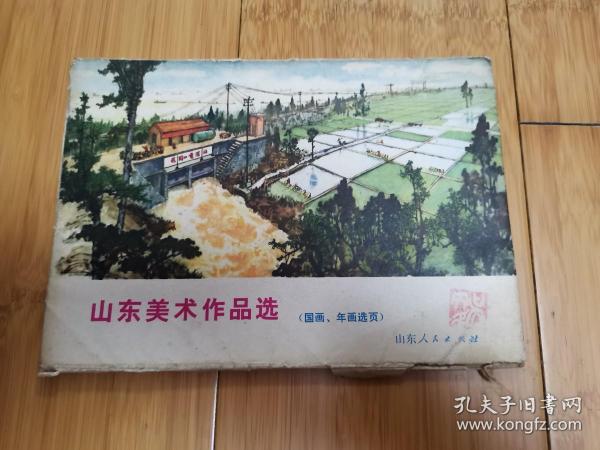 山东美术作品选
（国画、年画选页）
山东人民出版社
孔夫子旧书网
www.kongfz.com